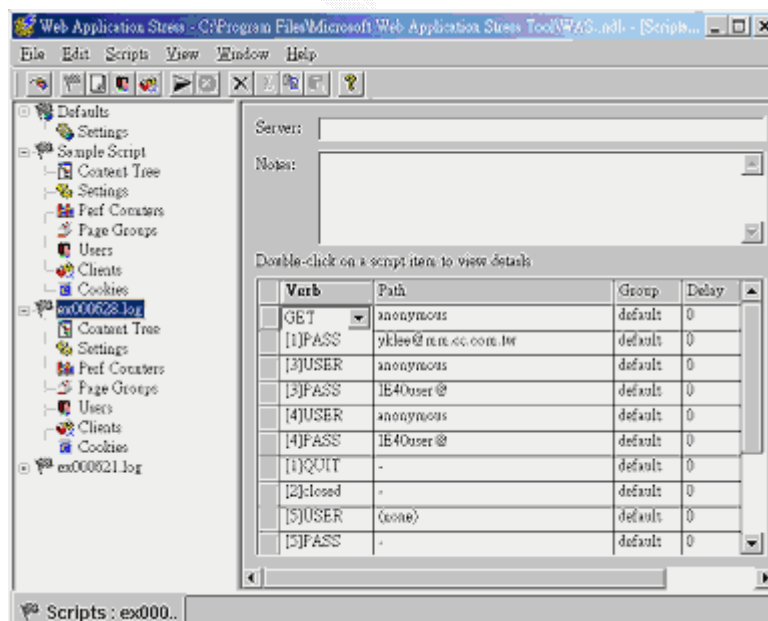 Web Application Stress - C:\Program Files\Microsoft Web Application Stress Tool\WAS.mdb - [Scripts...
File Edit Scripts View Window Help
Defaults
Settings
Sample Script
Content Tree
Settings
Perf Counters
Page Groups
Users
Clients
Cookies
ex000628.log
Content Tree
Settings
Perf Counters
Page Groups
Users
Clients
Cookies
ex000621.log
Server:
Notes:
Double-click on a script item to view details
Verb Path Group Delay
GET anonymous default 0
[1]PASS yklee@mm.cc.com.tw default 0
[3]USER anonymous default 0
[3]PASS IE40user@ default 0
[4]USER anonymous default 0
[4]PASS IE40user@ default 0
[1]QUIT - default 0
[2]closed - default 0
[5]USER (none) default 0
[5]PASS - default 0
Scripts : ex000..